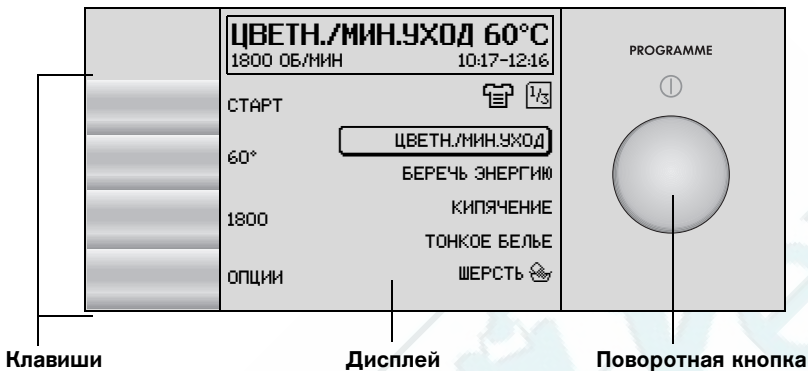 ЦВЕТН./МИН.УХОД 60°C
1800 ОБ/МИН 10:17-12:16
СТАРТ 1/3
ЦВЕТН./МИН.УХОД
60°
БЕРЕЧЬ ЭНЕРГИЮ
КИПЯЧЕНИЕ
1800
ТОНКОЕ БЕЛЬЕ
ОПЦИИ ШЕРСТЬ
PROGRAMME
Клавиши Дисплей Поворотная кнопка